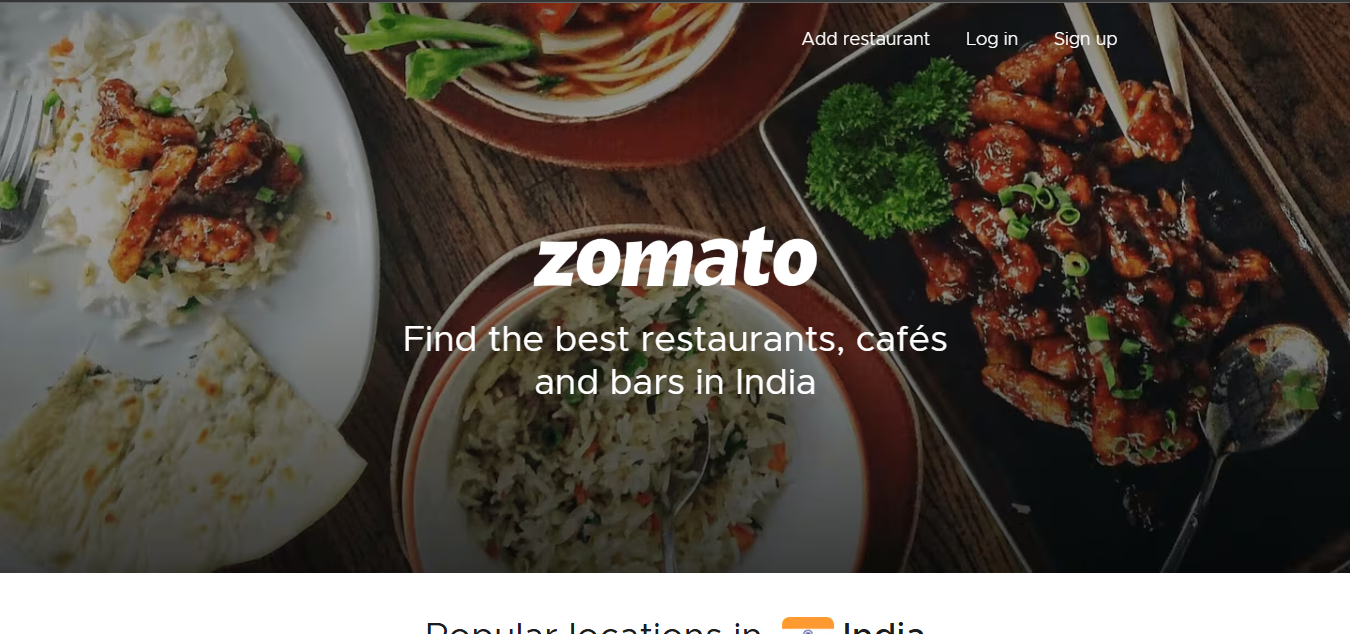 Add restaurant Log in Sign up
zomato
Find the best restaurants, cafés
and bars in India
Popular locations in India